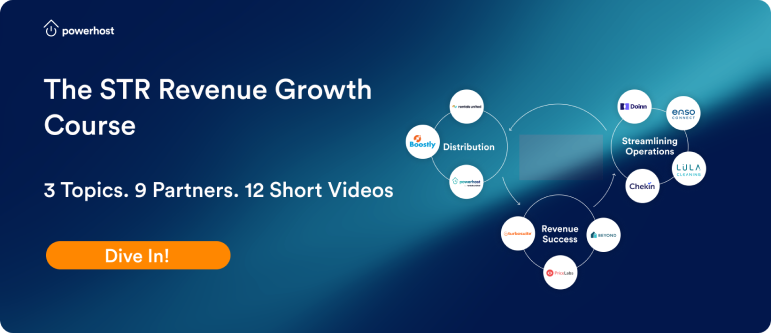 powerhost
The STR Revenue Growth
Course
3 Topics. 9 Partners. 12 Short Videos
Dive In!
rentals united
Boostly
Distribution
powerhost
Doinn
enso
CONNECT
Streamlining
Operations
LULA
CLEANING
Chekin
Revenue
Success
BEYOND
PriceLabs